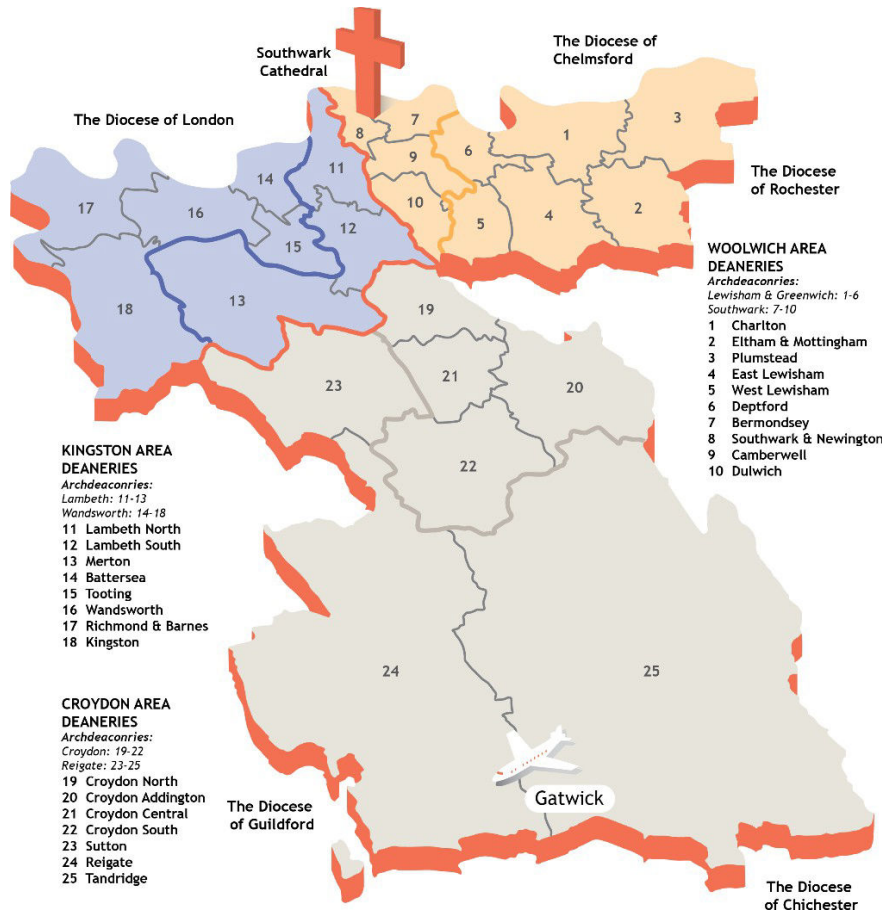 Southwark
Cathedral
The Diocese of
Chelmsford
The Diocese of London
The Diocese
of Rochester
8
7
6
1
3
9
10
5
4
2
11
14
17
16
12
15
13
18
19
23
21
20
22
24
25
WOOLWICH AREA
DEANERIES
Archdeaconries:
Lewisham & Greenwich: 1-6
Southwark: 7-10
1 Charlton
2 Eltham & Mottingham
3 Plumstead
4 East Lewisham
5 West Lewisham
6 Deptford
7 Bermondsey
8 Southwark & Newington
9 Camberwell
10 Dulwich
KINGSTON AREA
DEANERIES
Archdeaconries:
Lambeth: 11-13
Wandsworth: 14-18
11 Lambeth North
12 Lambeth South
13 Merton
14 Battersea
15 Tooting
16 Wandsworth
17 Richmond & Barnes
18 Kingston
CROYDON AREA
DEANERIES
Archdeaconries:
Croydon: 19-22
Reigate: 23-25
19 Croydon North
20 Croydon Addington
21 Croydon Central
22 Croydon South
23 Sutton
24 Reigate
25 Tandridge
The Diocese
of Guildford
Gatwick
The Diocese
of Chichester